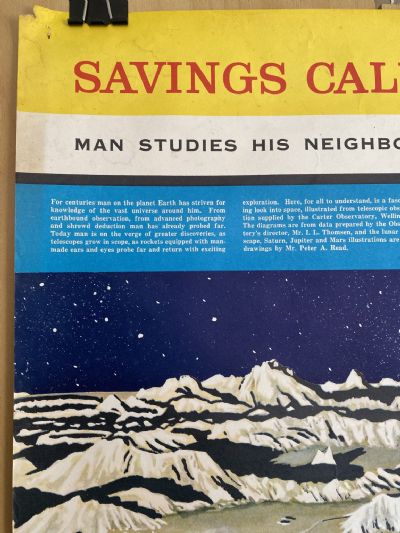 SAVINGS CAL
MAN STUDIES HIS NEIGHBO
For centuries man on the planet Earth has striven for
knowledge of the vast universe around him. From
earthbound observation, from advanced photography
and shrewd deduction man has already probed far.
Today man is on the verge of greater discoveries, as
telescopes grow in scope, as rockets equipped with man-
made ears and eyes probe far and return with exciting
exploration. Here, for all to understand, is a fasc
ing look into space, illustrated from telescopic obs
tion supplied by the Carter Observatory, Wellin
The diagrams are from data prepared by the Obs
tory's director, Mr. I. L. Thomsen, and the lunar
scape, Saturn, Jupiter and Mars illustrations are
drawings by Mr. Peter A. Read.